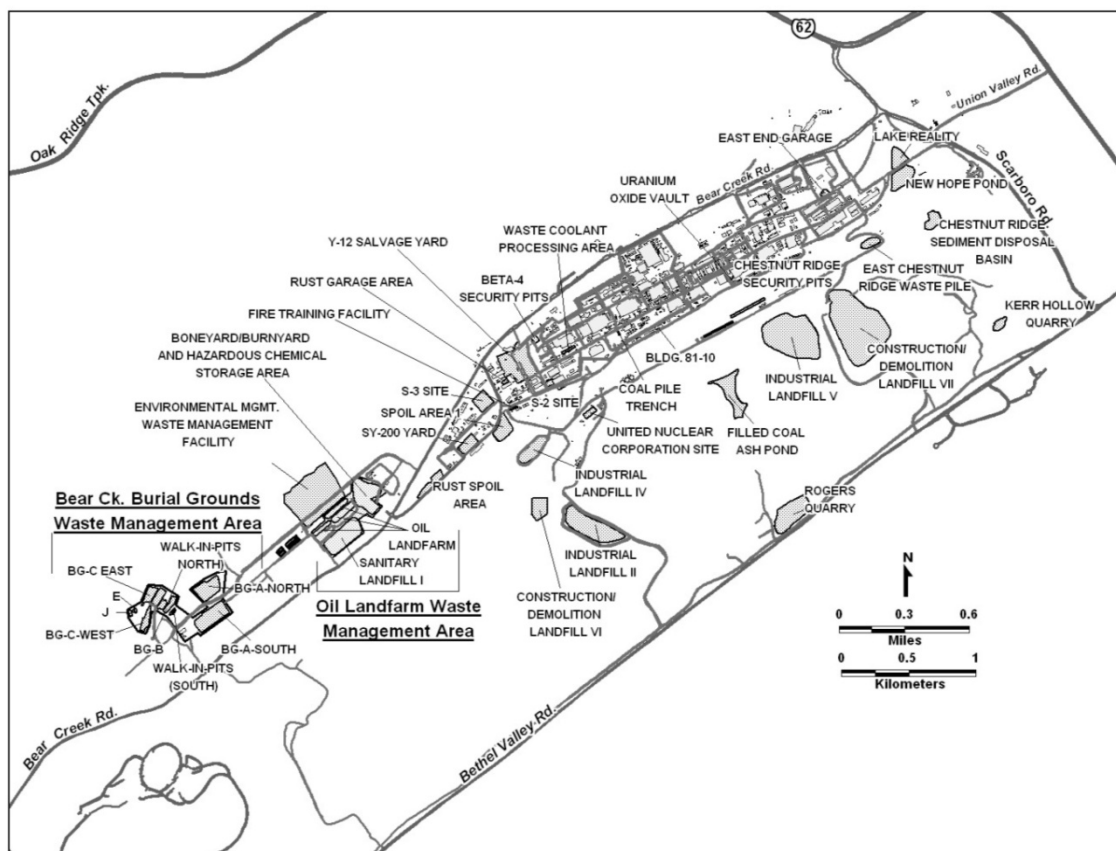 62
Oak Ridge Tpk.
Union Valley Rd.
EAST END GARAGE
LAKE REALITY
Scarboro Rd.
Bear Creek Rd.
URANIUM
OXIDE VAULT
NEW HOPE POND
WASTE COOLANT
PROCESSING AREA
CHESTNUT RIDGE
SEDIMENT DISPOSAL
BASIN
Y-12 SALVAGE YARD
BETA-4
SECURITY PITS
CHESTNUT RIDGE
SECURITY PITS
EAST CHESTNUT
RIDGE WASTE PILE
RUST GARAGE AREA
KERR HOLLOW
QUARRY
FIRE TRAINING FACILITY
BONEYARD/BURNYARD
AND HAZARDOUS CHEMICAL
STORAGE AREA
BLDG. 81-10
CONSTRUCTION/
DEMOLITION
LANDFILL VII
INDUSTRIAL
LANDFILL V
COAL PILE
TRENCH
S-3 SITE
S-2 SITE
SPOIL AREA 1
SY-200 YARD
ENVIRONMENTAL MGMT.
WASTE MANAGEMENT
FACILITY
UNITED NUCLEAR
CORPORATION SITE
FILLED COAL
ASH POND
INDUSTRIAL
LANDFILL IV
RUST SPOIL
AREA
Bear Ck. Burial Grounds
Waste Management Area
ROGERS
QUARRY
OIL
LANDFARM
SANITARY
LANDFILL I
INDUSTRIAL
LANDFILL II
WALK-IN-PITS
NORTH)
BG-C EAST
BG-A-NORTH
E
J
Oil Landfarm Waste
Management Area
CONSTRUCTION/
DEMOLITION
LANDFILL VI
BG-C-WEST
BG-B
BG-A-SOUTH
WALK-IN-PITS
(SOUTH)
N
0 0.3 0.6
Miles
0 0.5 1
Kilometers
Bear Creek Rd.
Bethel Valley Rd.